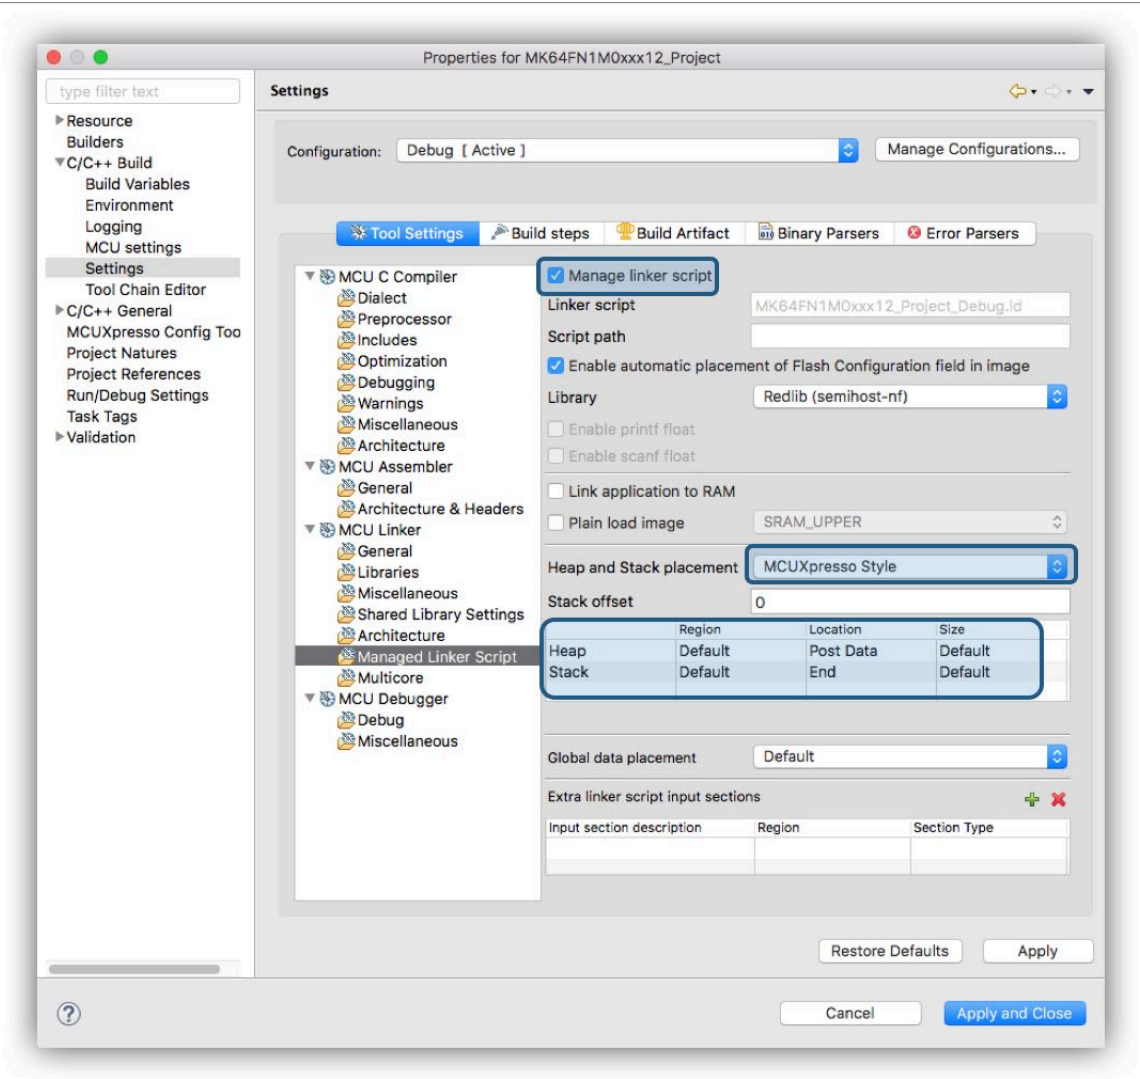 Properties for MK64FN1M0xxx12_Project
type filter text
Resource
Builders
C/C++ Build
Build Variables
Environment
Logging
MCU settings
Settings
Tool Chain Editor
C/C++ General
MCUXpresso Config Too
Project Natures
Project References
Run/Debug Settings
Task Tags
Validation
Settings
Configuration: Debug [ Active ] Manage Configurations...
Tool Settings Build steps Build Artifact Binary Parsers Error Parsers
MCU C Compiler
Dialect
Preprocessor
Includes
Optimization
Debugging
Warnings
Miscellaneous
Architecture
MCU Assembler
General
Architecture & Headers
MCU Linker
General
Libraries
Miscellaneous
Shared Library Settings
Architecture
Managed Linker Script
Multicore
MCU Debugger
Debug
Miscellaneous
Manage linker script
Linker script MK64FN1M0xxx12_Project_Debug.ld
Script path
Enable automatic placement of Flash Configuration field in image
Library Redlib (semihost-nf)
Enable printf float
Enable scanf float
Link application to RAM
Plain load image SRAM_UPPER
Heap and Stack placement MCUXpresso Style
Stack offset 0
Region Location Size
Heap Default Post Data Default
Stack Default End Default
Global data placement Default
Extra linker script input sections
Input section description Region Section Type
Restore Defaults Apply
? Cancel Apply and Close